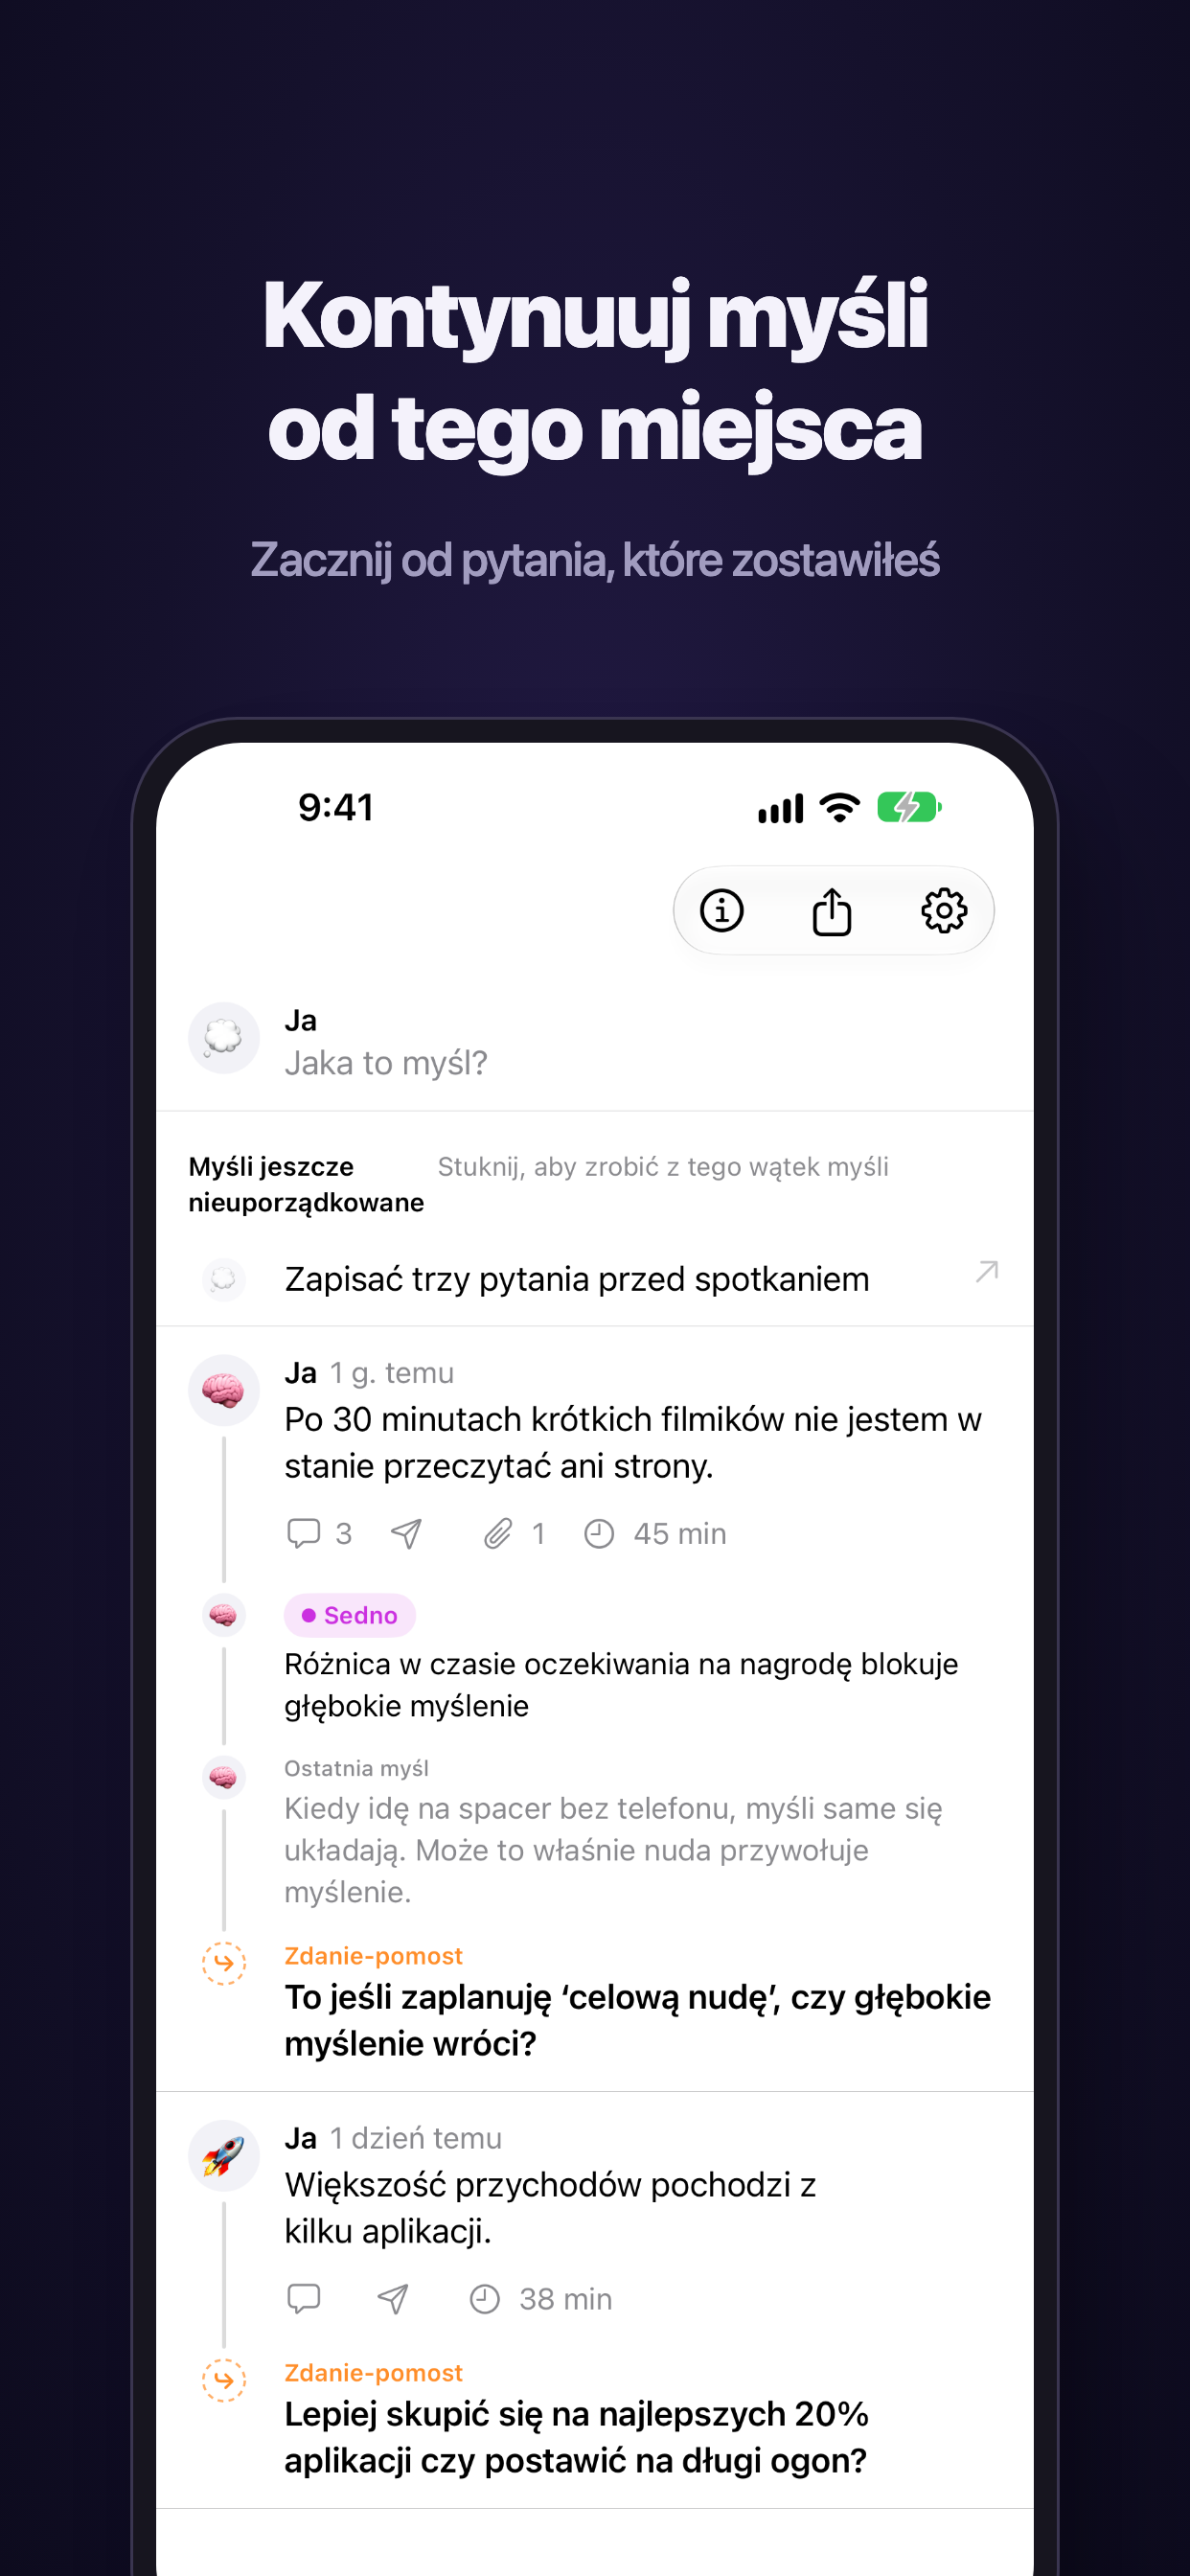 Kontynuuj myśli
od tego miejsca
Zacznij od pytania, które zostawiłeś
9:41
Ja
Jaka to myśl?
Myśli jeszcze
nieuporządkowane
Stuknij, aby zrobić z tego wątek myśli
Zapisać trzy pytania przed spotkaniem
Ja 1 g. temu
Po 30 minutach krótkich filmików nie jestem w
stanie przeczytać ani strony.
3 1 45 min
Sedno
Różnica w czasie oczekiwania na nagrodę blokuje
głębokie myślenie
Ostatnia myśl
Kiedy idę na spacer bez telefonu, myśli same się
układają. Może to właśnie nuda przywołuje
myślenie.
Zdanie-pomost
To jeśli zaplanuję ‘celową nudę’, czy głębokie
myślenie wróci?
Ja 1 dzień temu
Większość przychodów pochodzi z
kilku aplikacji.
38 min
Zdanie-pomost
Lepiej skupić się na najlepszych 20%
aplikacji czy postawić na długi ogon?